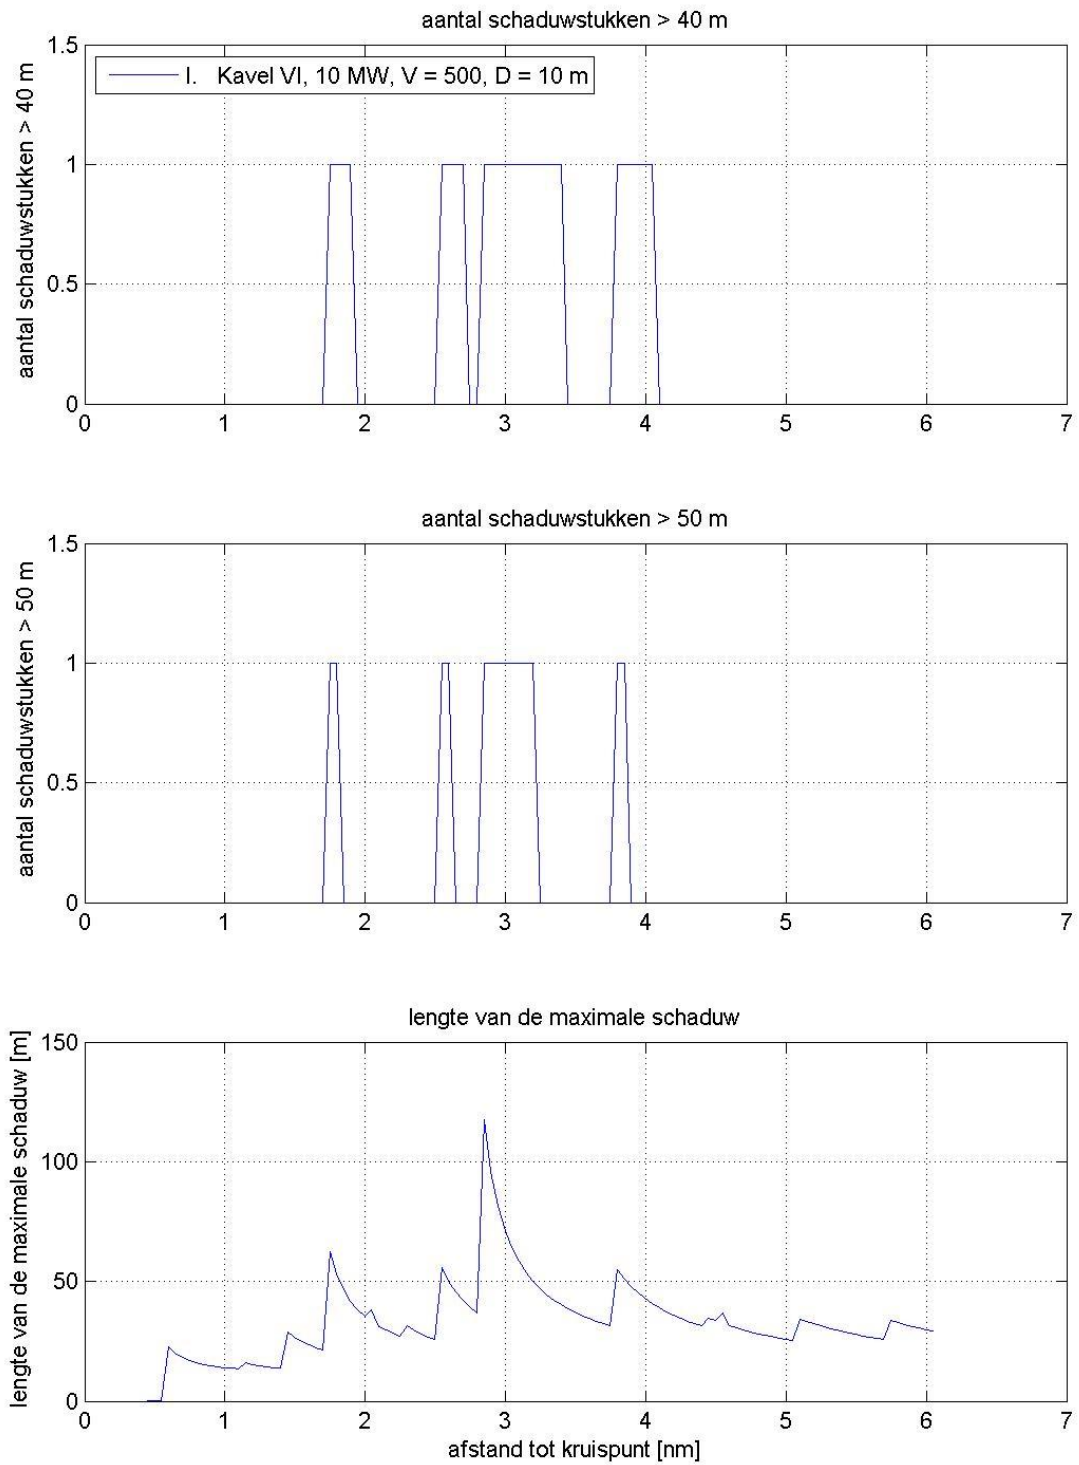 aantal schaduwstukken > 40 m
aantal schaduwstukken > 40 m
I. Kavel VI, 10 MW, V = 500, D = 10 m
1.5
1
0.5
0
0 1 2 3 4 5 6 7
aantal schaduwstukken > 50 m
aantal schaduwstukken > 50 m
1.5
1
0.5
0
0 1 2 3 4 5 6 7
lengte van de maximale schaduw
lengte van de maximale schaduw [m]
150
100
50
0
0 1 2 3 4 5 6 7
afstand tot kruispunt [nm]